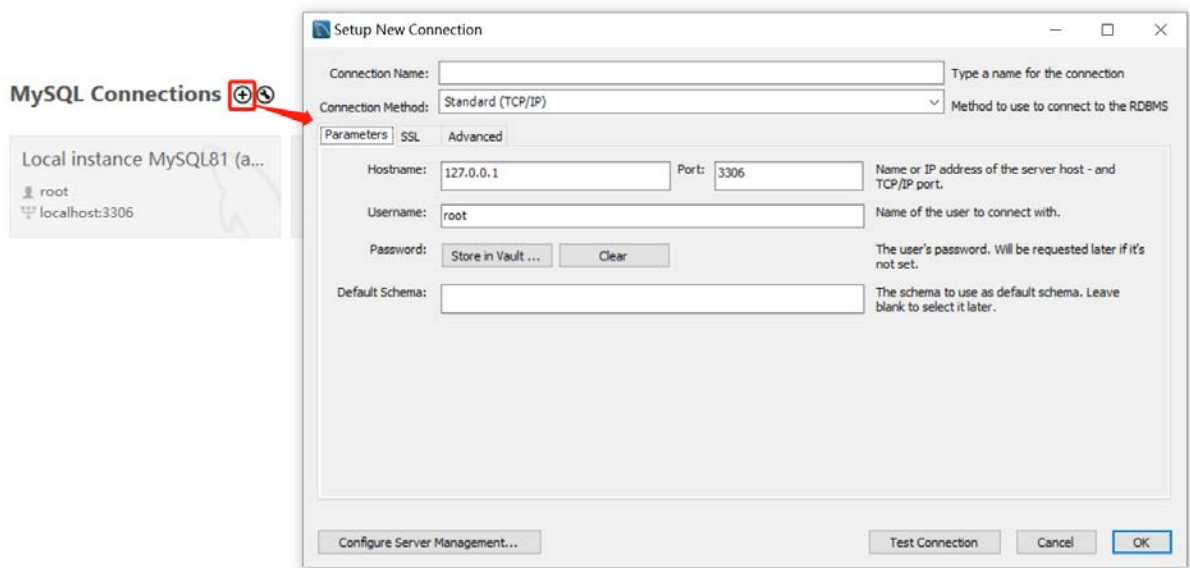 MySQL Connections
Local instance MySQL81 (a...
root
localhost:3306
Setup New Connection
Connection Name: Type a name for the connection
Connection Method: Standard (TCP/IP) Method to use to connect to the RDBMS
Parameters SSL Advanced
Hostname: 127.0.0.1 Port: 3306 Name or IP address of the server host - and
TCP/IP port.
Username: root Name of the user to connect with.
Password: Store in Vault ... Clear The user's password. Will be requested later if it's
not set.
Default Schema: The schema to use as default schema. Leave
blank to select it later.
Configure Server Management... Test Connection Cancel OK